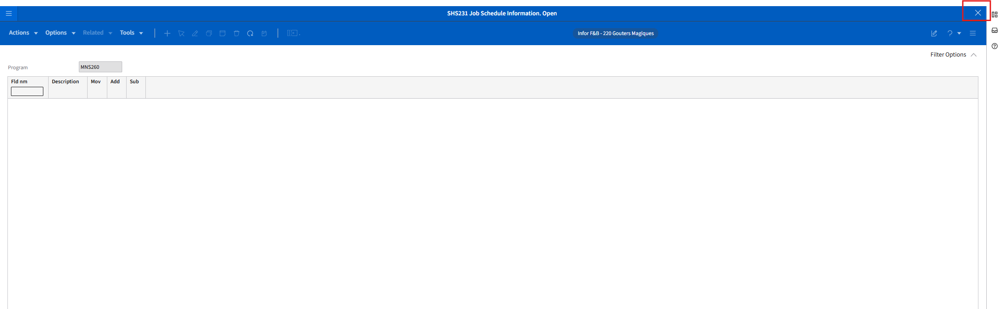 SHS231 Job Schedule Information. Open
Actions Options Related Tools Infor F&B - 220 Gouters Magiques
Filter Options
Program MNS260
Fld nm Description Mov Add Sub